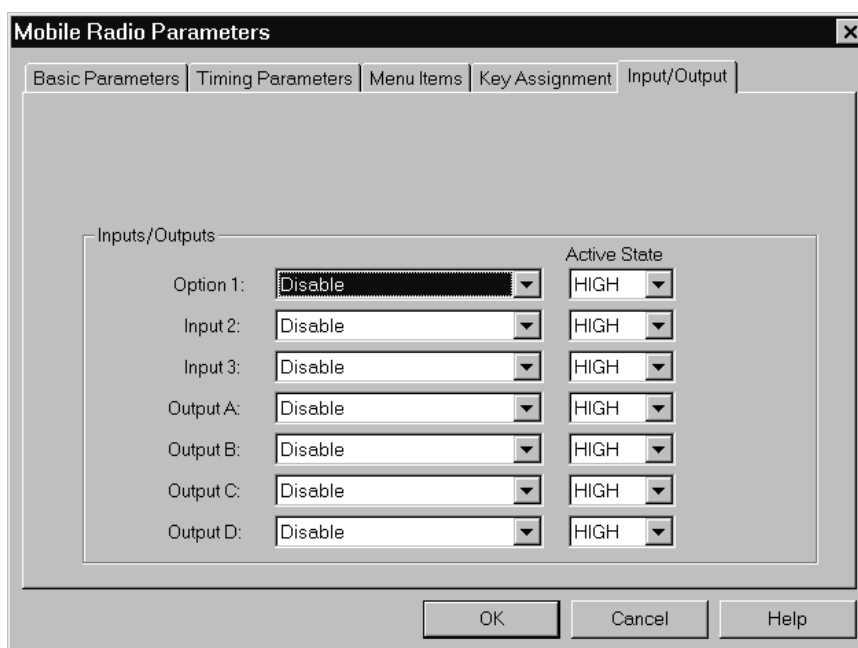 Mobile Radio Parameters
Basic Parameters Timing Parameters Menu Items Key Assignment Input/Output
Inputs/Outputs
Active State
Option 1: Disable HIGH
Input 2: Disable HIGH
Input 3: Disable HIGH
Output A: Disable HIGH
Output B: Disable HIGH
Output C: Disable HIGH
Output D: Disable HIGH
OK Cancel Help